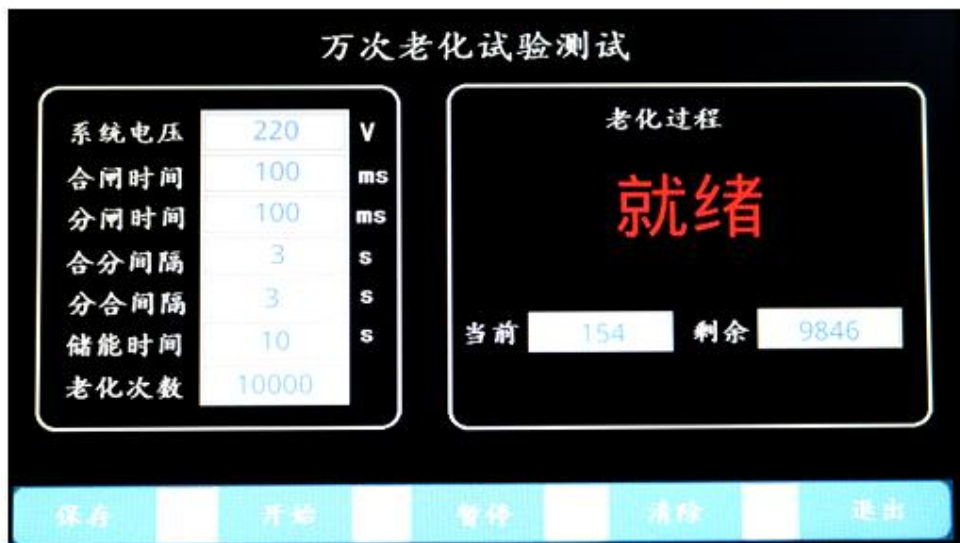 万次老化试验测试
系统电压 220 V
合闸时间 100 ms
分闸时间 100 ms
合分间隔 3 s
分合间隔 3 s
储能时间 10 s
老化次数 10000
老化过程
就绪
当前 154 剩余 9846
保存 开始 暂停 清除 退出